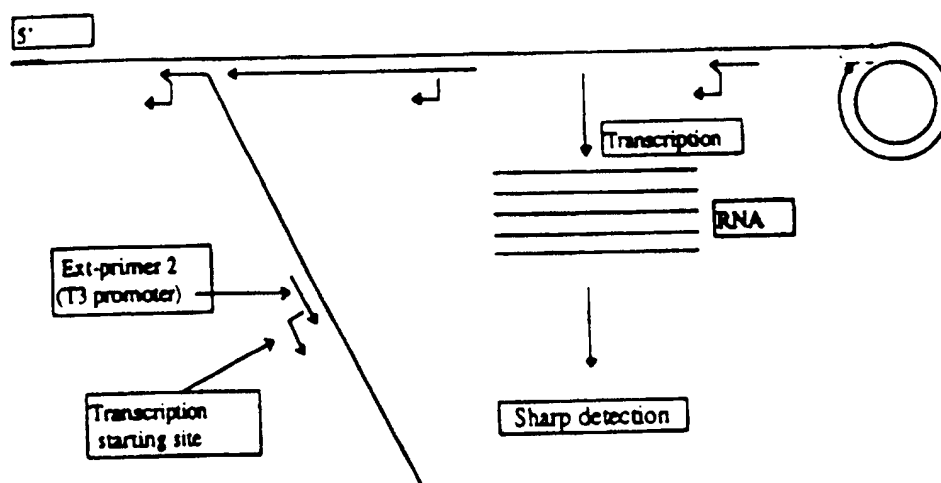 5'
Transcription
RNA
Ext-primer 2
(T3 promoter)
Transcription
starting site
Sharp detection